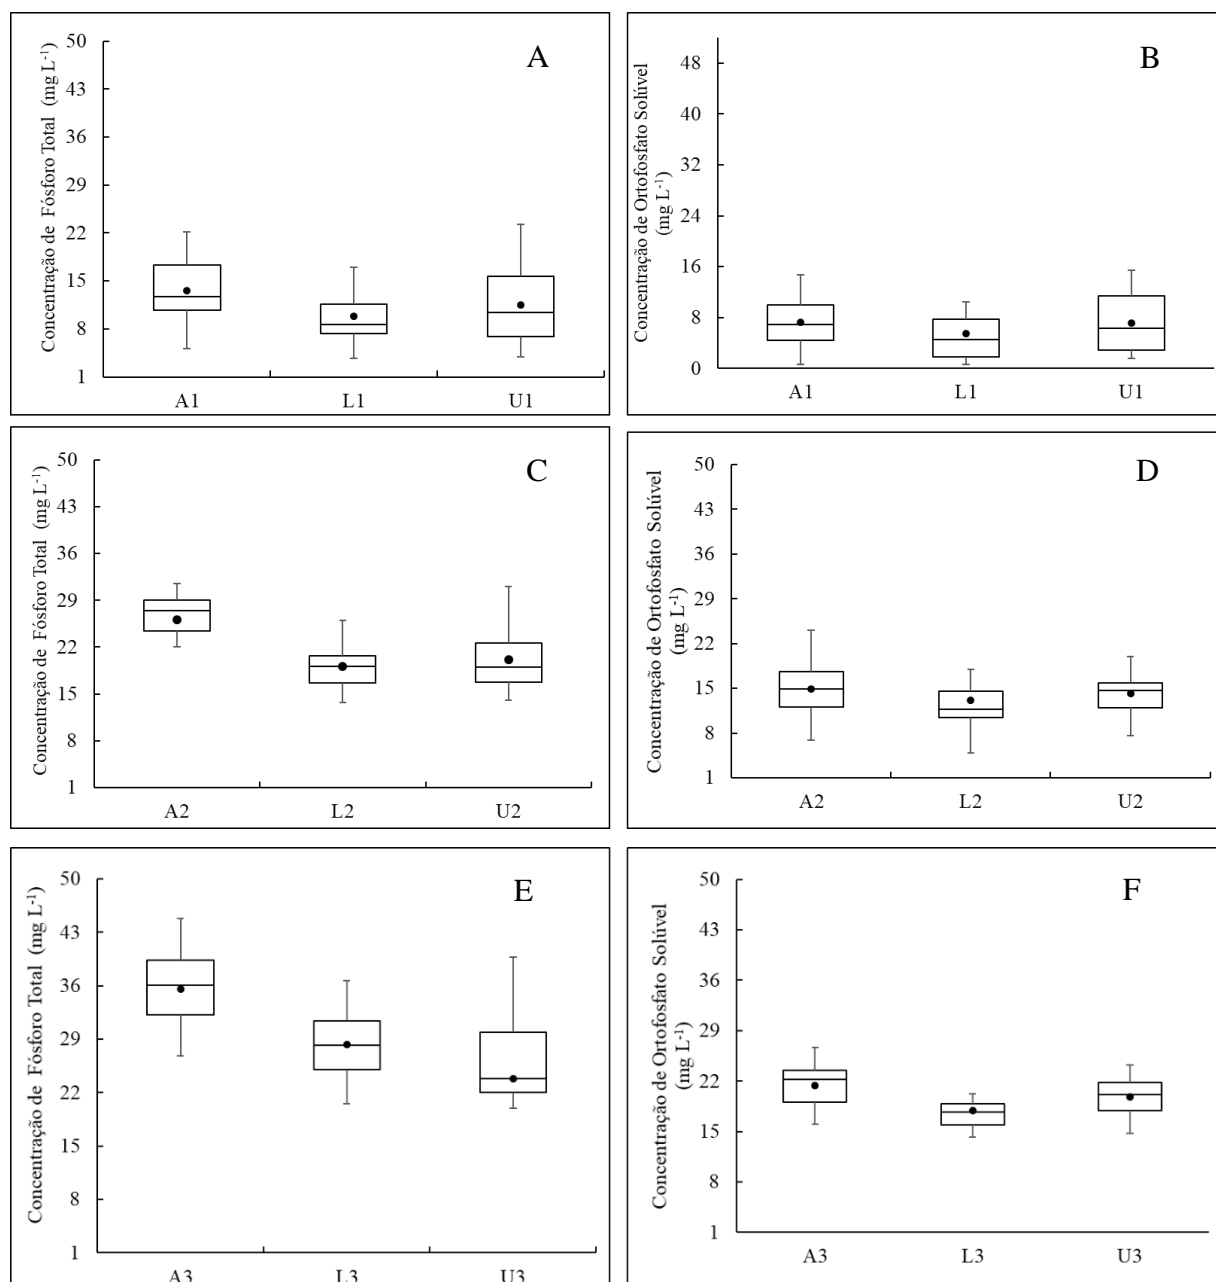 A
Concentração de Fósforo Total (mg L-1)
50
43
36
29
22
15
8
1
A1 L1 U1
B
Concentração de Ortofosfato Solúvel
(mg L-1)
48
40
32
24
16
8
0
A1 L1 U1
C
Concentração de Fósforo Total (mg L-1)
50
43
36
29
22
15
8
1
A2 L2 U2
D
Concentração de Ortofosfato Solúvel
(mg L-1)
50
43
36
29
22
15
8
1
A2 L2 U2
E
Concentração de Fósforo Total (mg L-1)
50
43
36
29
22
15
8
1
A3 L3 U3
F
Concentração de Ortofosfato Solúvel
(mg L-1)
50
43
36
29
22
15
8
1
A3 L3 U3